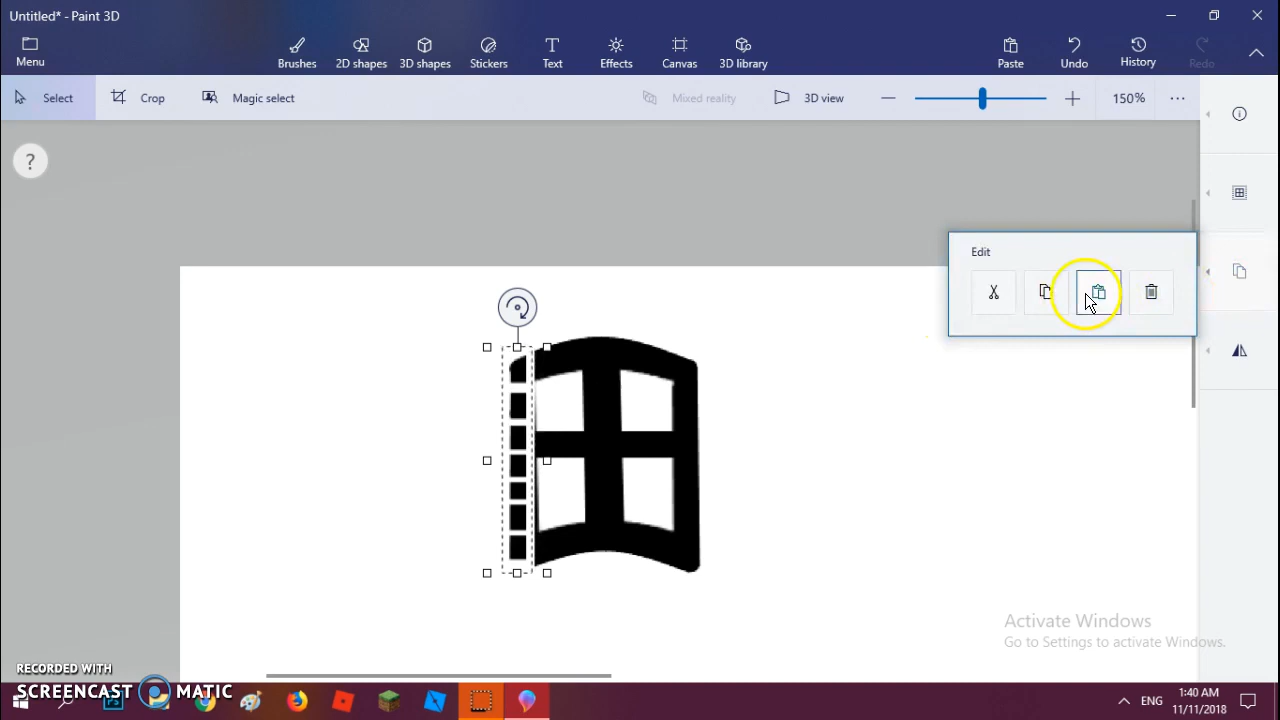 Untitled* - Paint 3D
Menu
Brushes
2D shapes
3D shapes
Stickers
Text
Effects
Canvas
3D library
Paste
Undo
History
Redo
Select
Crop
Magic select
Mixed reality
3D view
150%
?
Edit
Activate Windows
Go to Settings to activate Windows.
RECORDED WITH
SCREENCAST MATIC
Ps
ENG
1:40 AM
11/11/2018